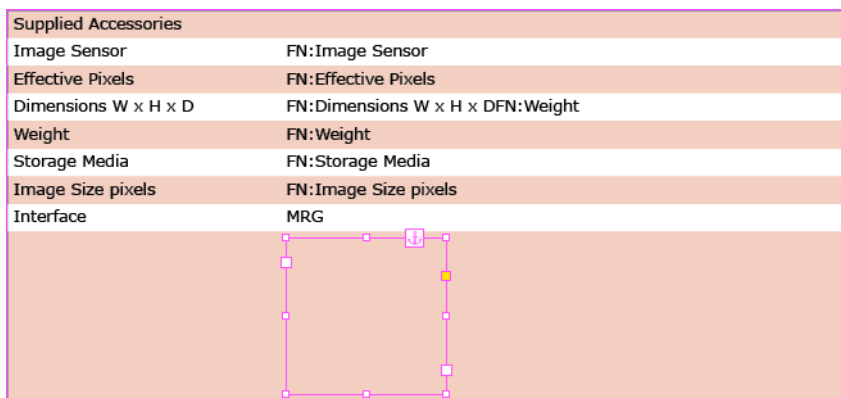 Supplied Accessories
Image Sensor FN:Image Sensor
Effective Pixels FN:Effective Pixels
Dimensions W x H x D FN:Dimensions W x H x DFN:Weight
Weight FN:Weight
Storage Media FN:Storage Media
Image Size pixels FN:Image Size pixels
Interface MRG